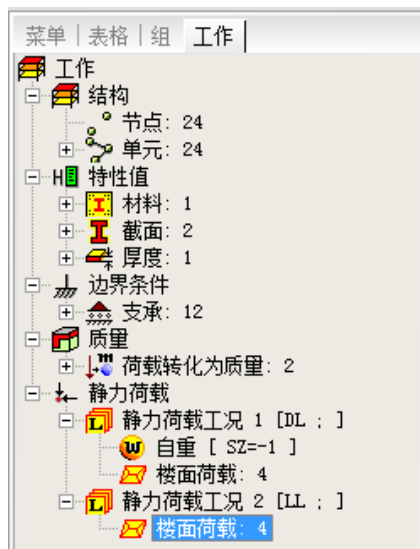 菜单 表格 组 工作
工作
结构
节点: 24
单元: 24
特性值
材料: 1
截面: 2
厚度: 1
边界条件
支承: 12
质量
荷载转化为质量: 2
静力荷载
静力荷载工况 1 [DL ; ]
自重 [ SZ=-1 ]
楼面荷载: 4
静力荷载工况 2 [LL ; ]
楼面荷载: 4